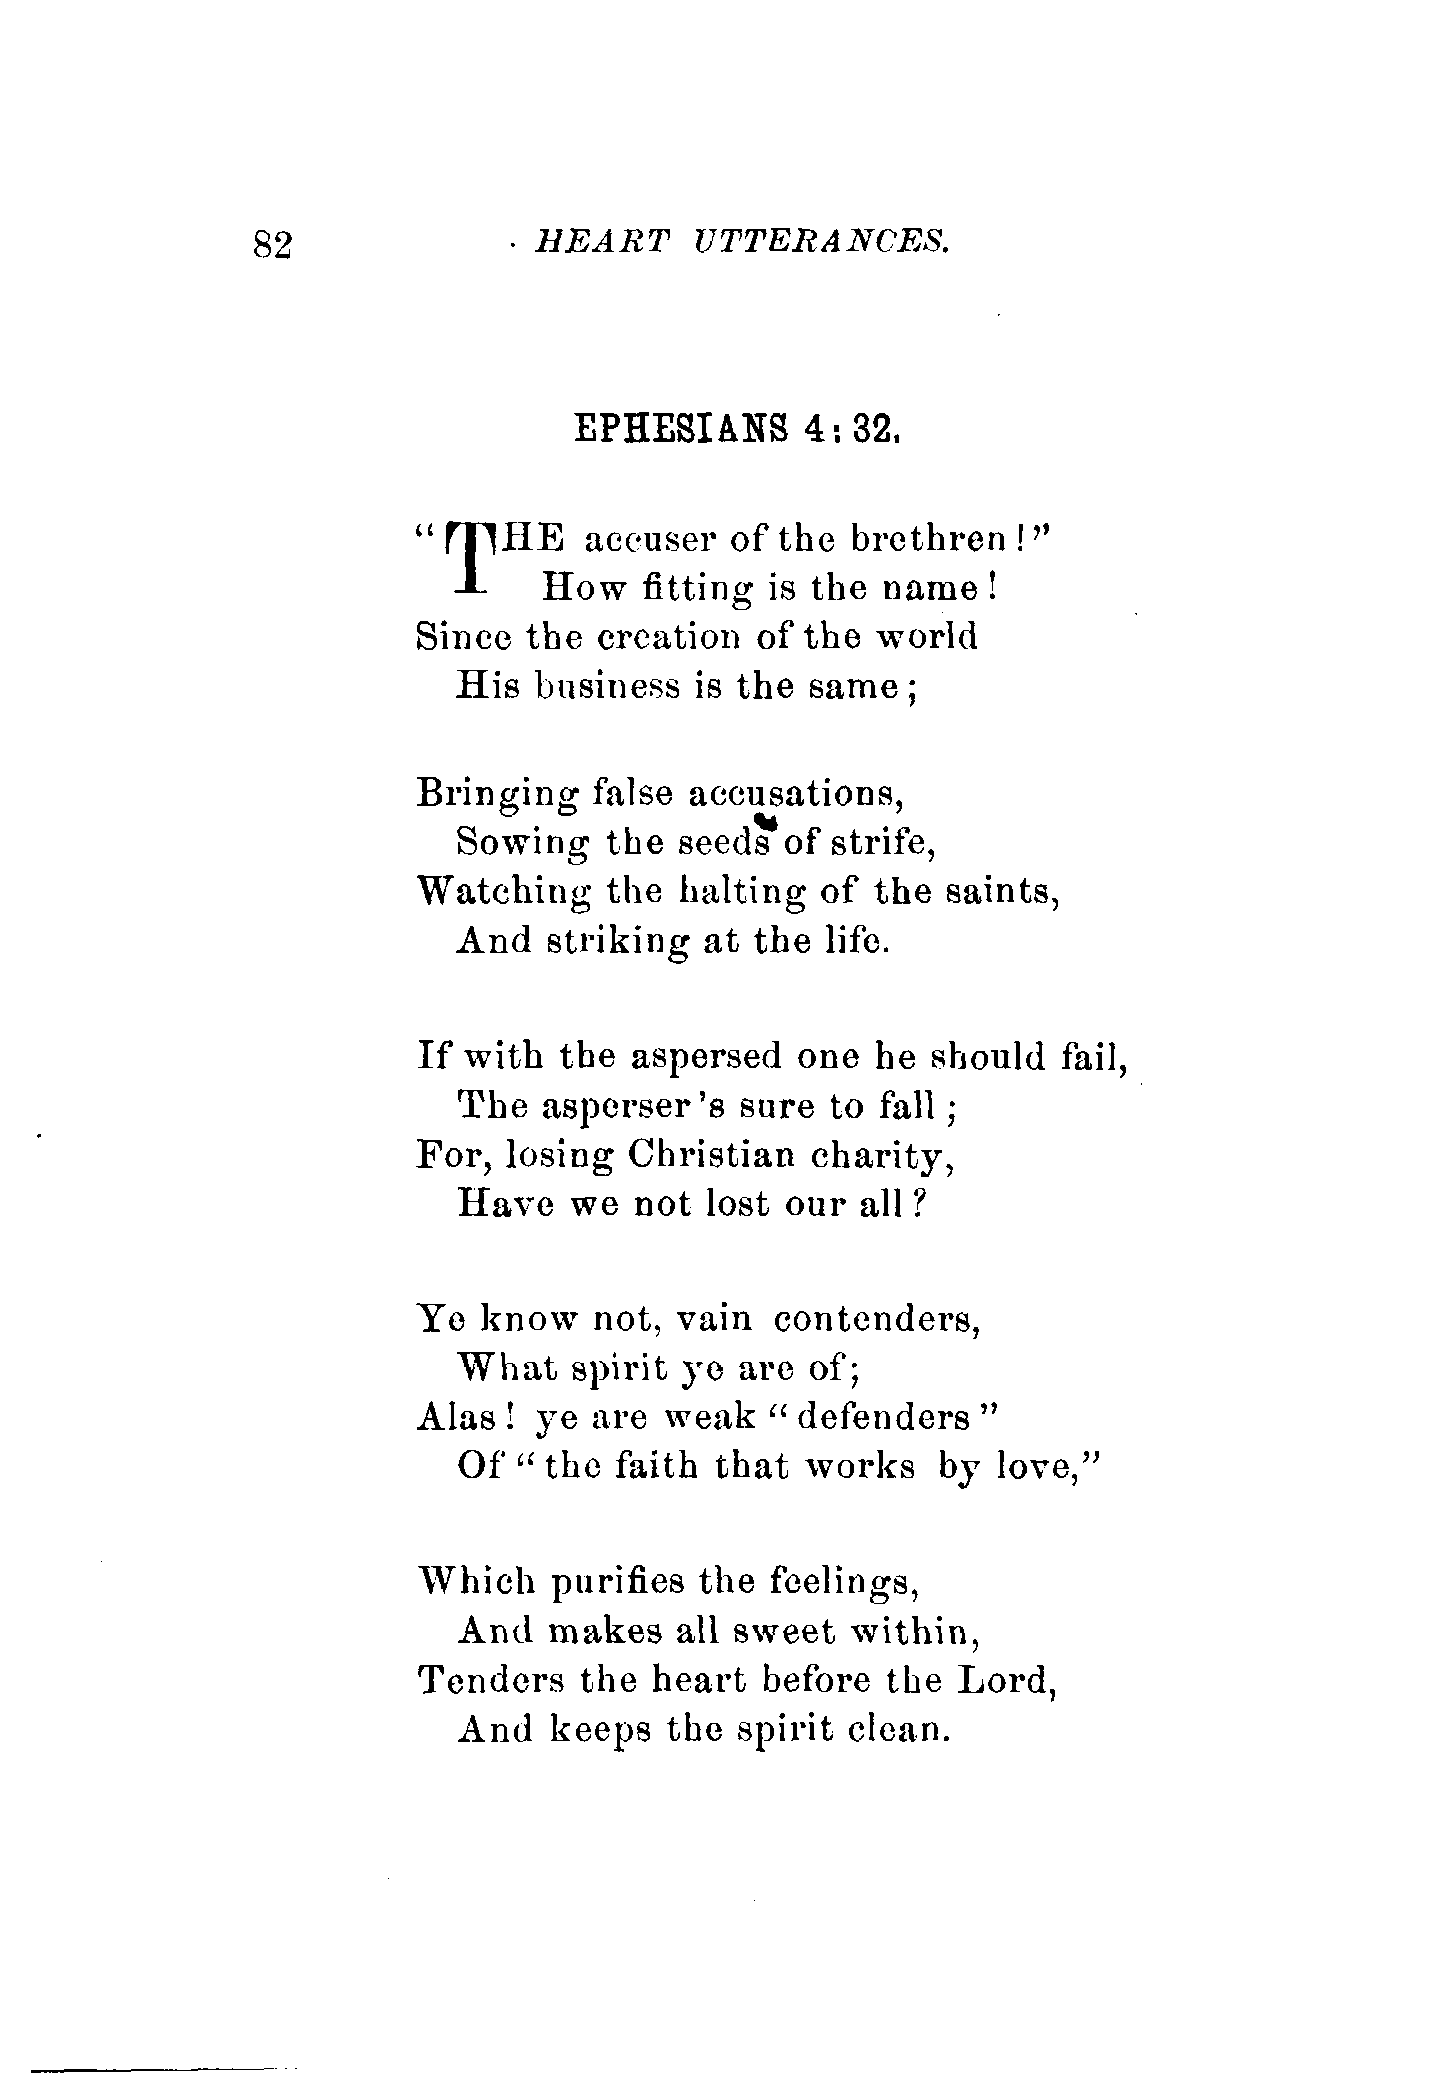 82 HEART UTTERANCES.
EPHESIANS 4: 32.
"THE accuser of the brethren!"
How fitting is the name!
Since the creation of the world
His business is the same;
Bringing false accusations,
Sowing the seeds of strife,
Watching the halting of the saints,
And striking at the life.
If with the aspersed one he should fail,
The asperser's sure to fall;
For, losing Christian charity,
Have we not lost our all?
Ye know not, vain contenders,
What spirit ye are of;
Alas! ye are weak "defenders"
Of "the faith that works by love,"
Which purifies the feelings,
And makes all sweet within,
Tenders the heart before the Lord,
And keeps the spirit clean.